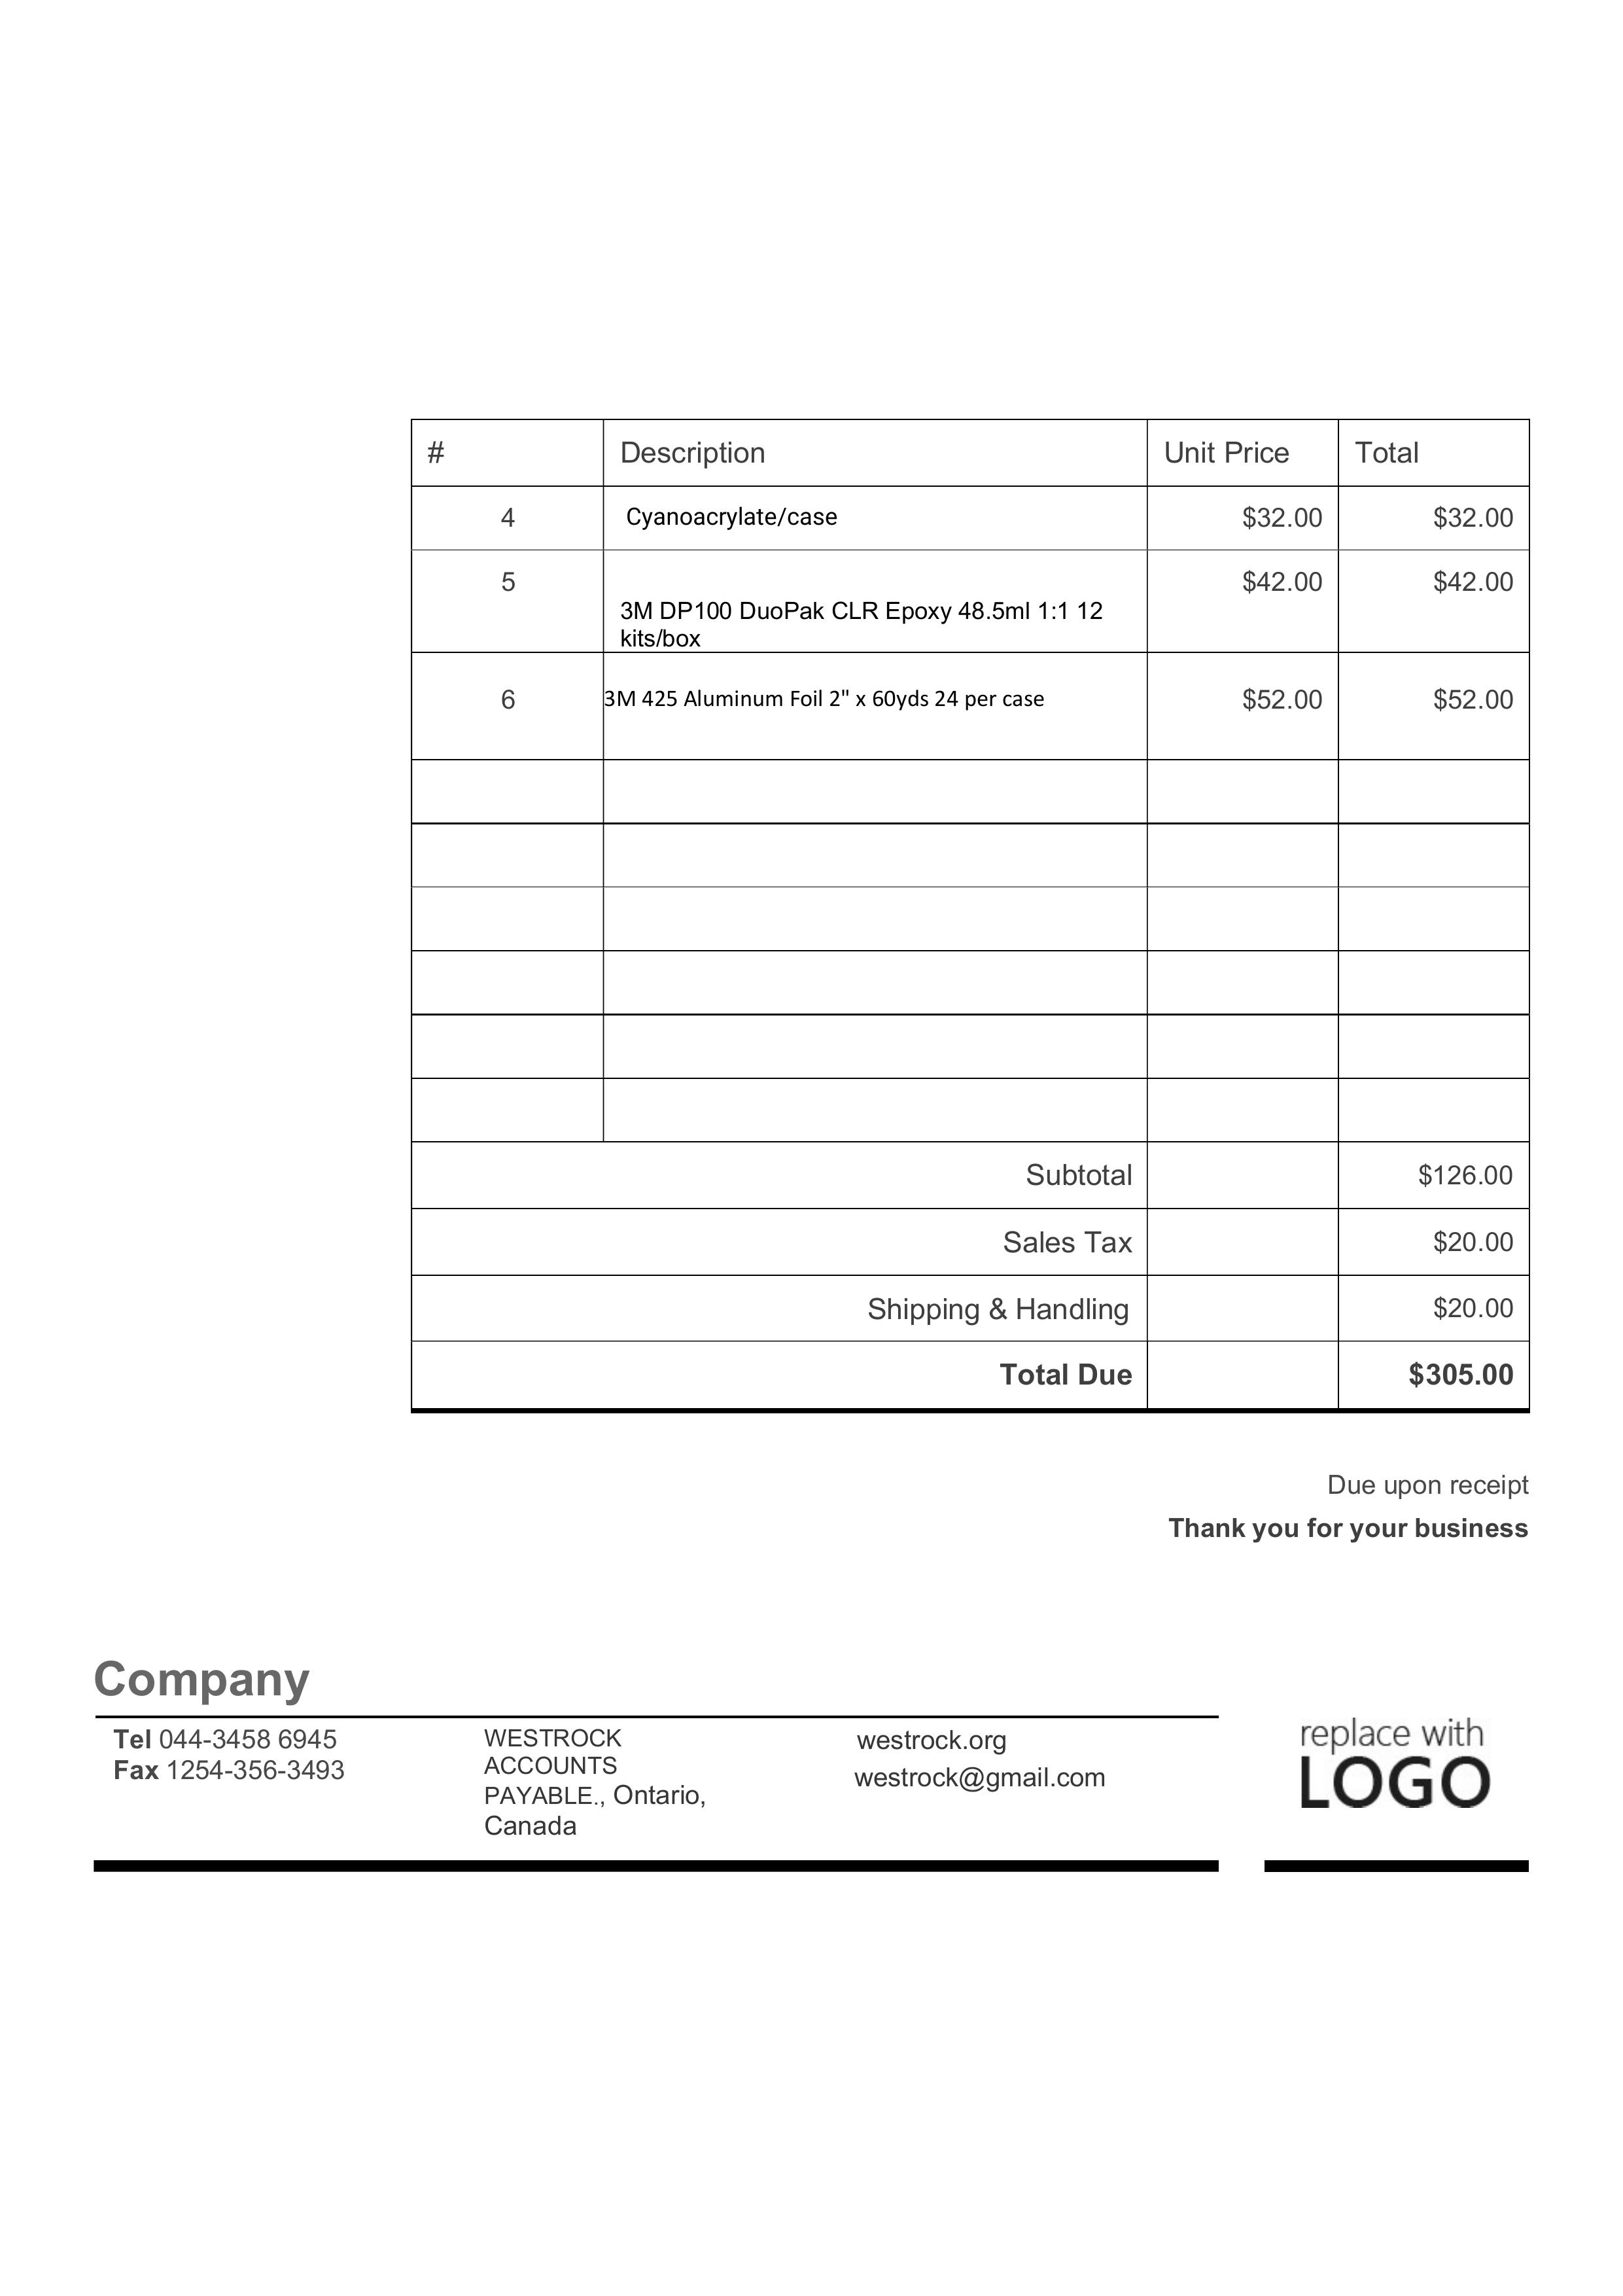 # Description Unit Price Total
4 Cyanoacrylate/case $32.00 $32.00
5 $42.00 $42.00
3M DP100 DuoPak CLR Epoxy 48.5ml 1:1 12
kits/box
6 3M 425 Aluminum Foil 2" x 60yds 24 per case $52.00 $52.00
Subtotal $126.00
Sales Tax $20.00
Shipping & Handling $20.00
Total Due $305.00
Due upon receipt
Thank you for your business
Company
Tel 044-3458 6945
Fax 1254-356-3493
WESTROCK
ACCOUNTS
PAYABLE., Ontario,
Canada
westrock.org
westrock@gmail.com
replace with
LOGO